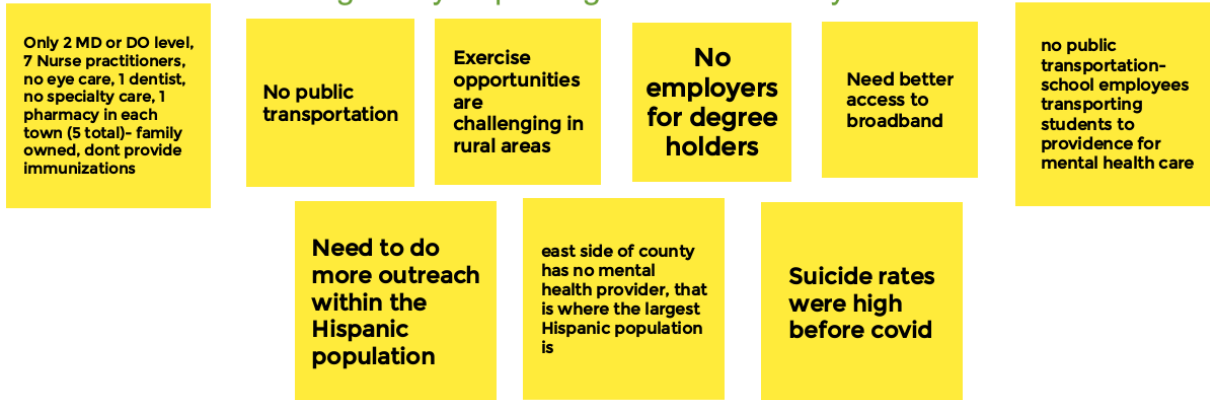 Only 2 MD or DO level,
7 Nurse practitioners,
no eye care, 1 dentist,
no specialty care, 1
pharmacy in each
town (5 total)- family
owned, dont provide
immunizations
No public
transportation
Exercise
opportunities
are
challenging in
rural areas
No
employers
for degree
holders
Need better
access to
broadband
no public
transportation-
school employees
transporting
students to
providence for
mental health care
Need to do
more outreach
within the
Hispanic
population
east side of county
has no mental
health provider, that
is where the largest
Hispanic population
is
Suicide rates
were high
before covid